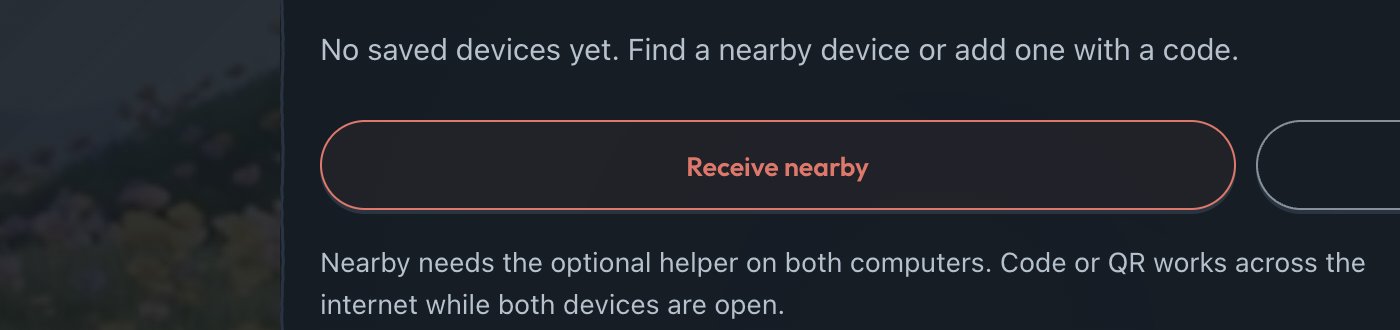 No saved devices yet. Find a nearby device or add one with a code.
Receive nearby
Nearby needs the optional helper on both computers. Code or QR works across the
internet while both devices are open.